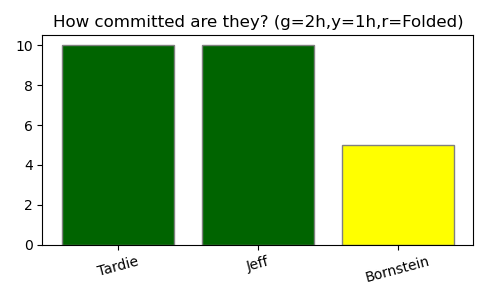 How committed are they? (g=2h,y=1h,r=Folded)
10
8
6
4
2
0
Tardie
Jeff
Bornstein